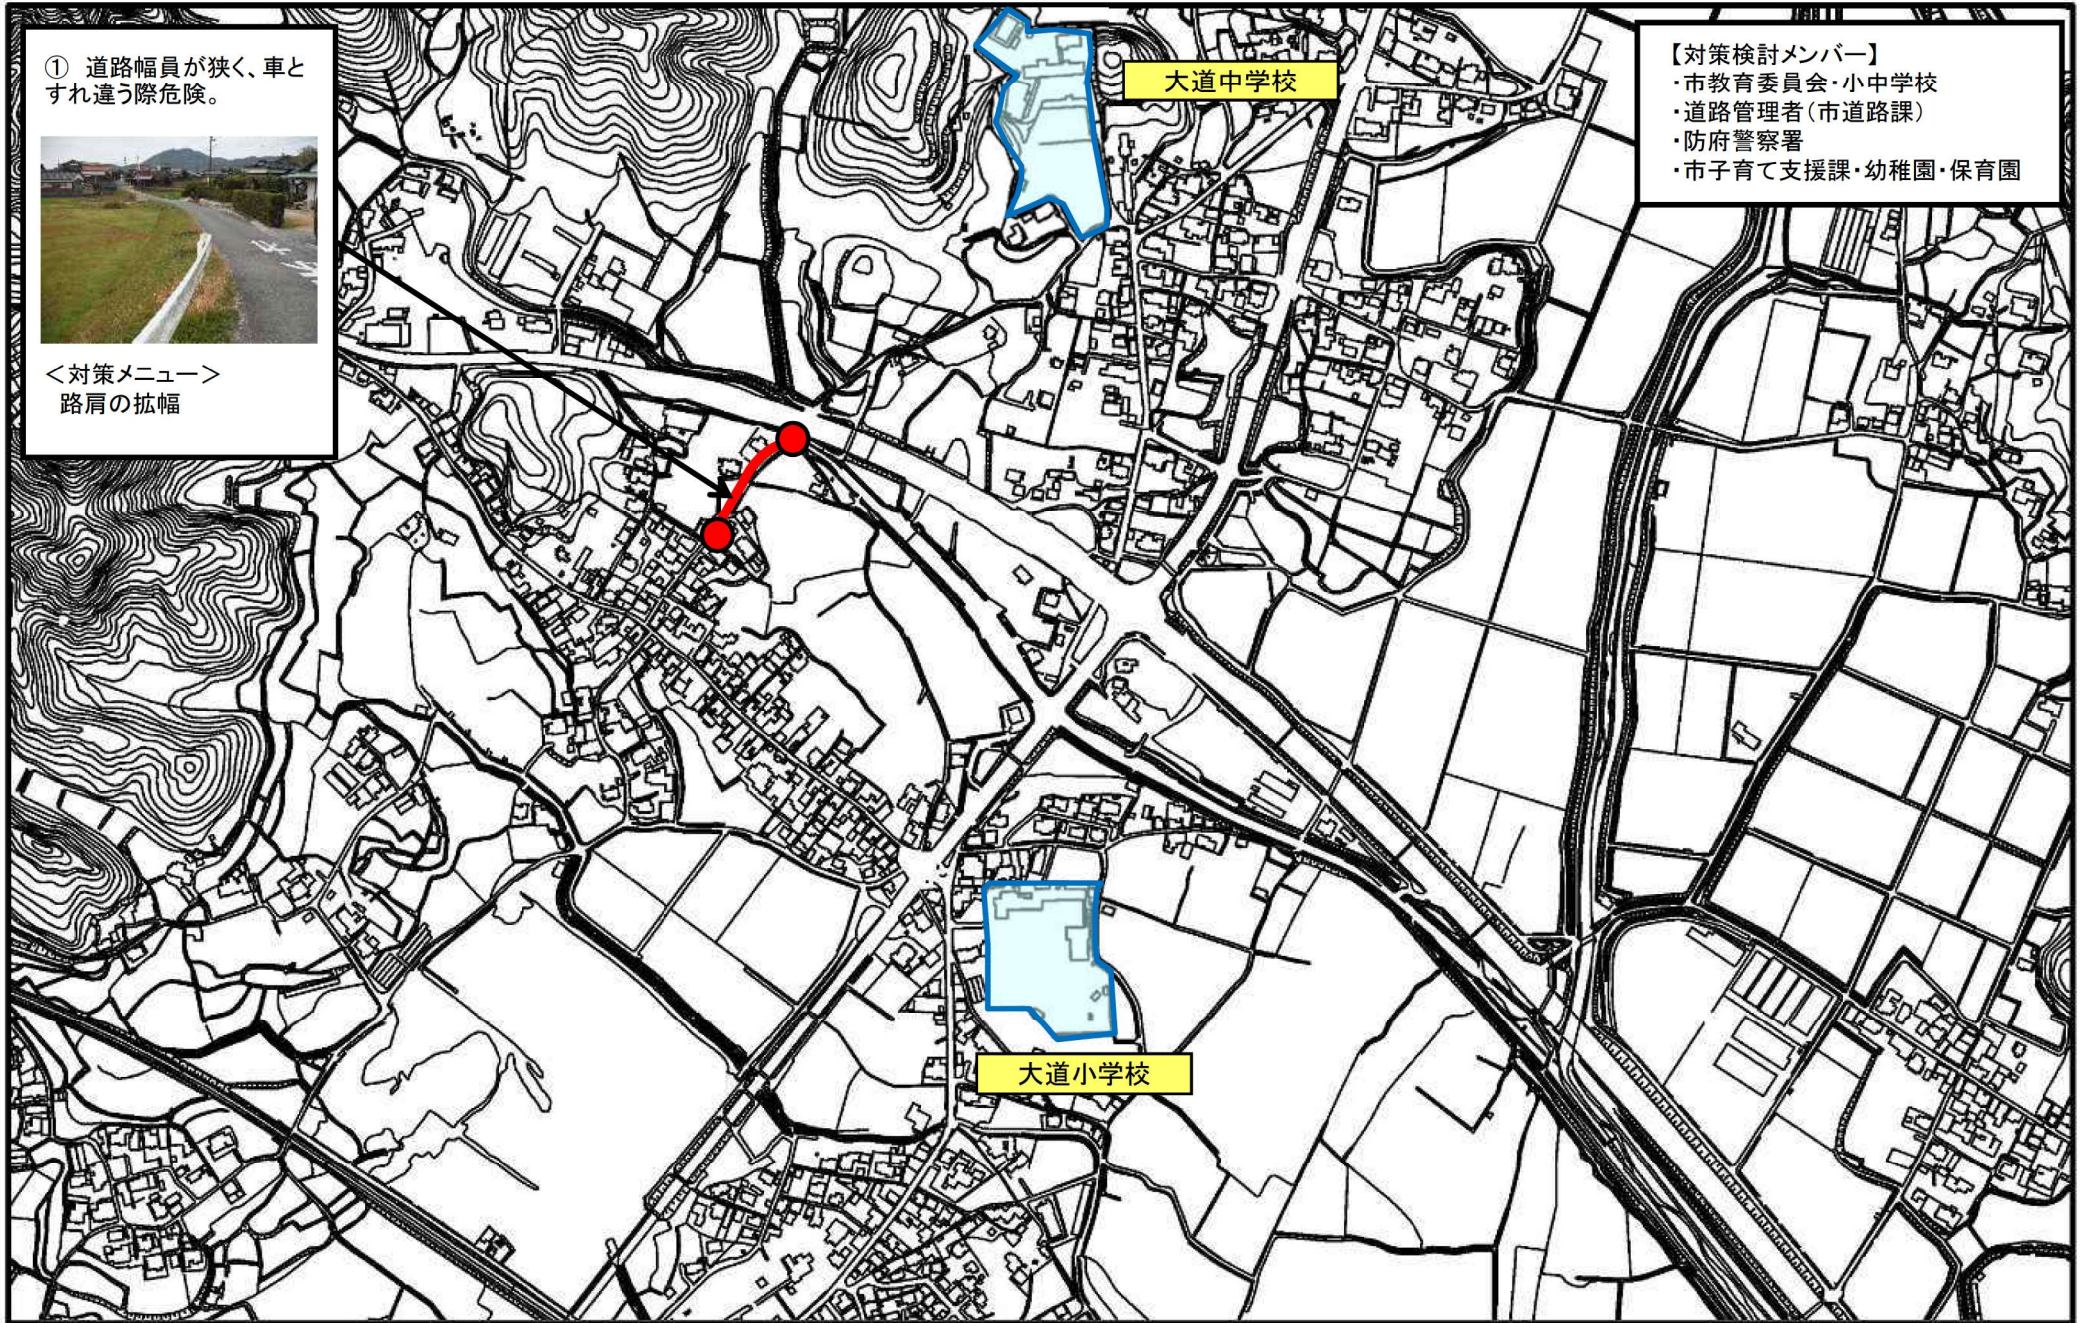 ① 道路幅員が狭く、車と
すれ違う際危険。
＜対策メニュー＞
路肩の拡幅
大道中学校
【対策検討メンバー】
・市教育委員会・小中学校
・道路管理者（市道路課）
・防府警察署
・市子育て支援課・幼稚園・保育園
大道小学校